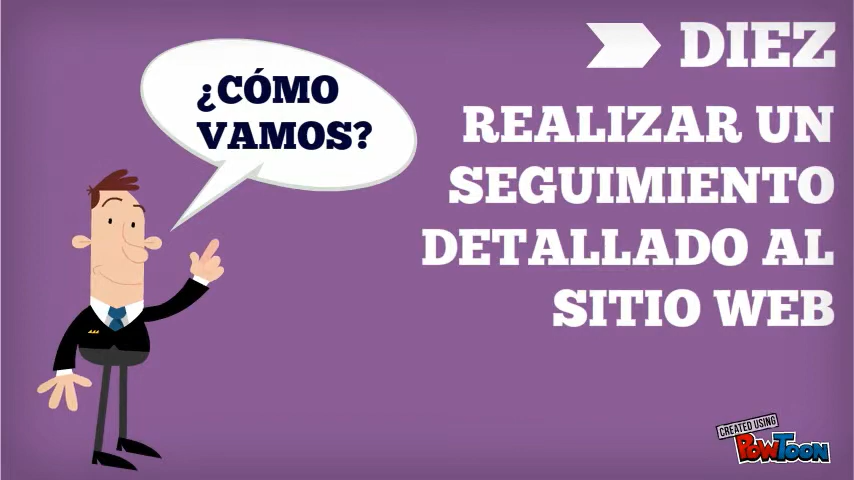 ¿CÓMO
VAMOS?
DIEZ
REALIZAR UN
SEGUIMIENTO
DETALLADO AL
SITIO WEB
CREATED USING
POWTOON